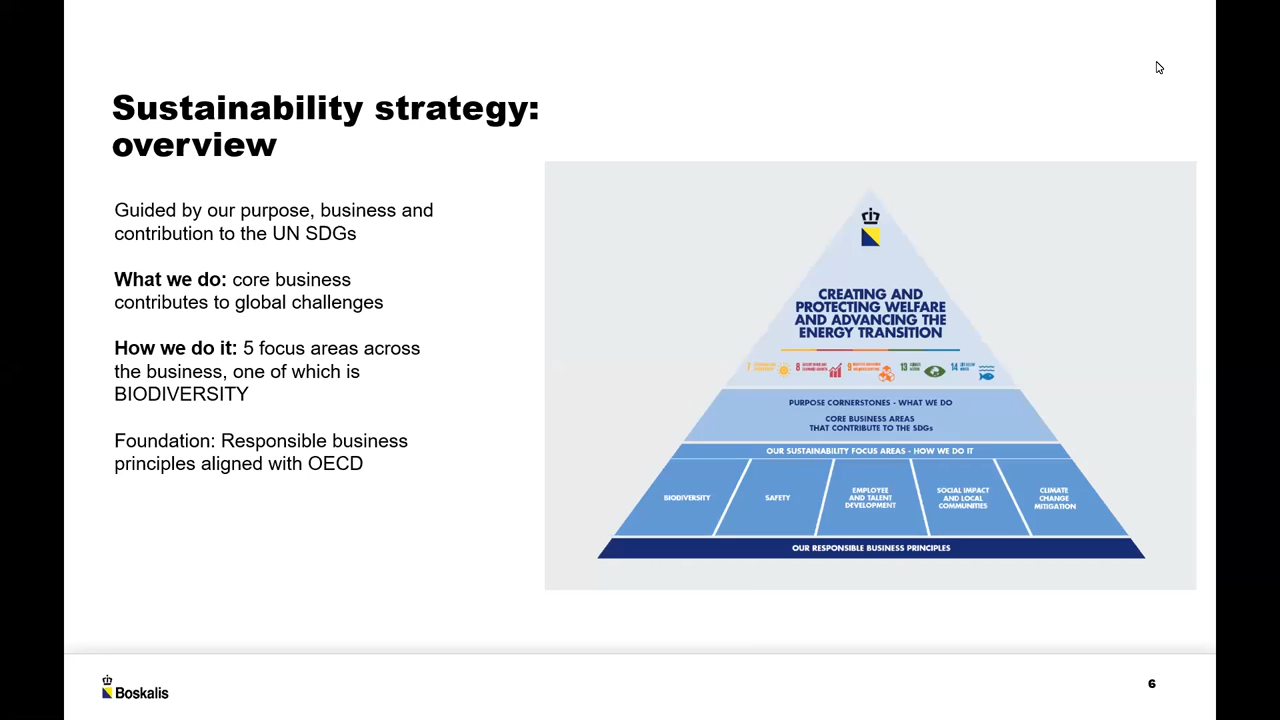 Sustainability strategy:
overview
Guided by our purpose, business and
contribution to the UN SDGs
What we do: core business
contributes to global challenges
How we do it: 5 focus areas across
the business, one of which is
BIODIVERSITY
Foundation: Responsible business
principles aligned with OECD
CREATING AND
PROTECTING WELFARE
AND ADVANCING THE
ENERGY TRANSITION
7 8 9 13 14
PURPOSE CORNERSTONES - WHAT WE DO
CORE BUSINESS AREAS
THAT CONTRIBUTE TO THE SDGs
OUR SUSTAINABILITY FOCUS AREAS - HOW WE DO IT
BIODIVERSITY
SAFETY
EMPLOYEE
AND TALENT
DEVELOPMENT
SOCIAL IMPACT
AND LOCAL
COMMUNITIES
CLIMATE
CHANGE
MITIGATION
OUR RESPONSIBLE BUSINESS PRINCIPLES
Boskalis
6